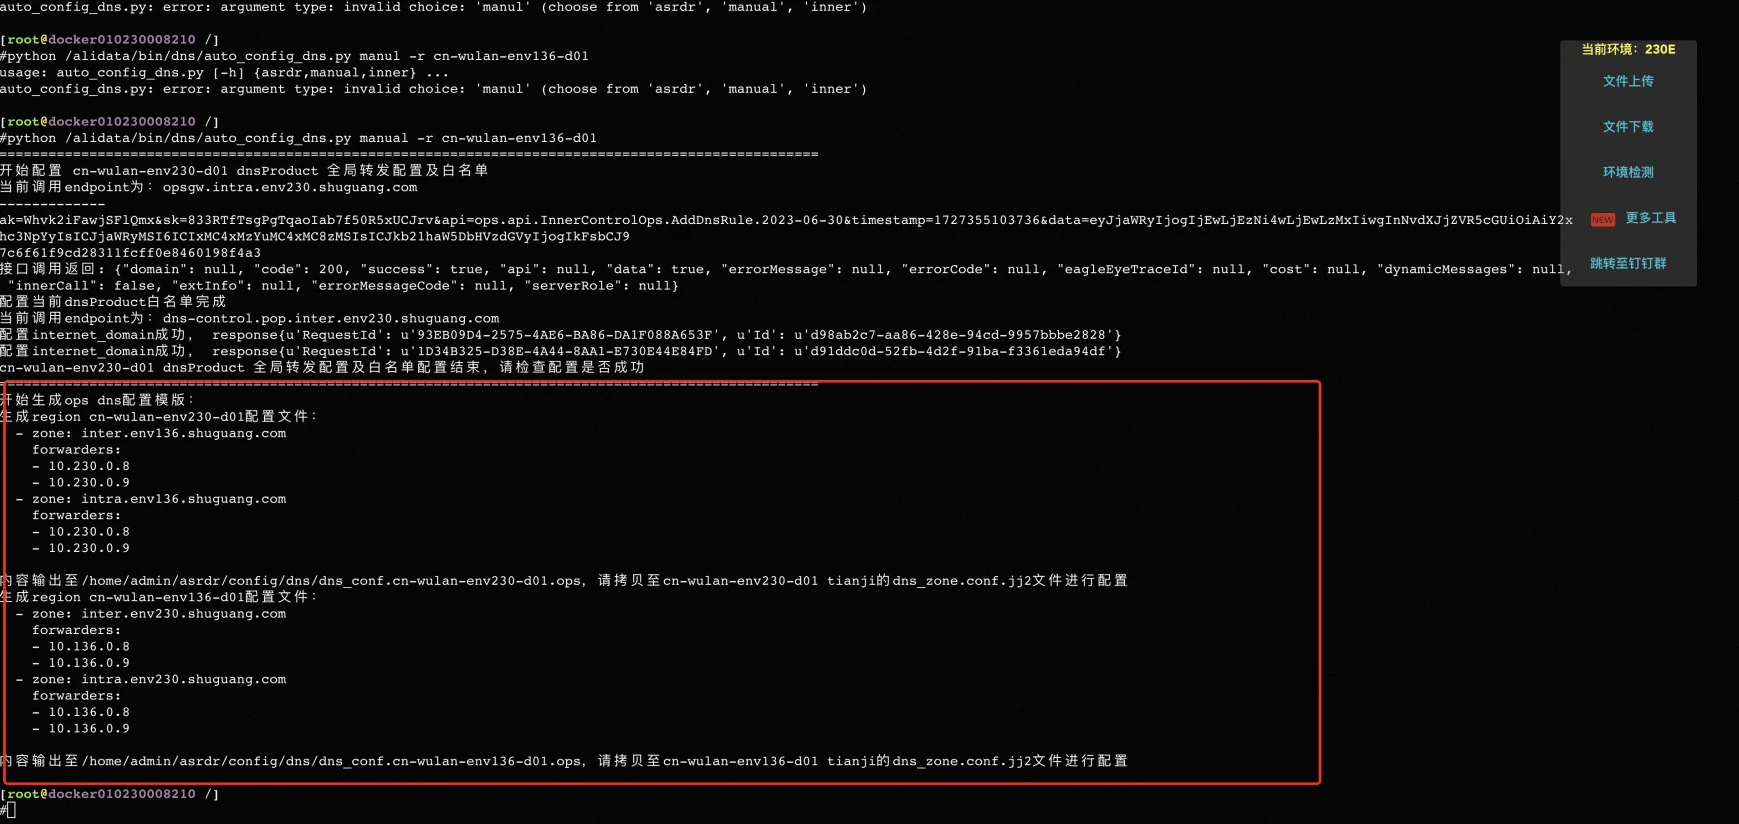 auto_config_dns.py: error: argument type: invalid choice: 'manul' (choose from 'asrdr', 'manual', 'inner')
[root@docker010230008210 /]
#python /alidata/bin/dns/auto_config_dns.py manul -r cn-wulan-env136-d01
usage: auto_config_dns.py [-h] {asrdr,manual,inner} ...
auto_config_dns.py: error: argument type: invalid choice: 'manul' (choose from 'asrdr', 'manual', 'inner')
[root@docker010230008210 /]
#python /alidata/bin/dns/auto_config_dns.py manual -r cn-wulan-env136-d01
====================================================================================================
开始配置 cn-wulan-env230-d01 dnsProduct 全局转发配置及白名单
当前调用endpoint为：opsgw.intra.env230.shuguang.com
-------------
ak=Whvk2iFawjSFlQmx&sk=833RTfTsgPgTqaoIab7f50R5xUCJrv&api=ops.api.InnerControlOps.AddDnsRule.2023-06-30&timestamp=1727355103736&data=eyJjaWRyIjogIjEwLjEzNi4wLjEwLzMxIiwgInNvdXJjZVR5cGUiOiAiY2x
hc3NpYyIsICJjaWRyMSI6ICIxMC4xMzYuMC4xMC8zMSIsICJkb21haW5DbHVzdGVyIjogIkFsbCJ9
7c6f61f9cd28311fcff0e8460198f4a3
接口调用返回：{"domain": null, "code": 200, "success": true, "api": null, "data": true, "errorMessage": null, "errorCode": null, "eagleEyeTraceId": null, "cost": null, "dynamicMessages": null,
"innerCall": false, "extInfo": null, "errorMessageCode": null, "serverRole": null}
配置当前dnsProduct白名单完成
当前调用endpoint为：dns-control.pop.inter.env230.shuguang.com
配置internet_domain成功， response{u'RequestId': u'93EB09D4-2575-4AE6-BA86-DA1F088A653F', u'Id': u'd98ab2c7-aa86-428e-94cd-9957bbbe2828'}
配置internet_domain成功， response{u'RequestId': u'1D34B325-D38E-4A44-8AA1-E730E44E84FD', u'Id': u'd91ddc0d-52fb-4d2f-91ba-f3361eda94df'}
cn-wulan-env230-d01 dnsProduct 全局转发配置及白名单配置结束，请检查配置是否成功
====================================================================================================
开始生成ops dns配置模版：
生成region cn-wulan-env230-d01配置文件：
- zone: inter.env136.shuguang.com
forwarders:
- 10.230.0.8
- 10.230.0.9
- zone: intra.env136.shuguang.com
forwarders:
- 10.230.0.8
- 10.230.0.9
内容输出至/home/admin/asrdr/config/dns/dns_conf.cn-wulan-env230-d01.ops，请拷贝至cn-wulan-env230-d01 tianji的dns_zone.conf.jj2文件进行配置
生成region cn-wulan-env136-d01配置文件：
- zone: inter.env230.shuguang.com
forwarders:
- 10.136.0.8
- 10.136.0.9
- zone: intra.env230.shuguang.com
forwarders:
- 10.136.0.8
- 10.136.0.9
内容输出至/home/admin/asrdr/config/dns/dns_conf.cn-wulan-env136-d01.ops，请拷贝至cn-wulan-env136-d01 tianji的dns_zone.conf.jj2文件进行配置
[root@docker010230008210 /]
#
当前环境：230E
文件上传
文件下载
环境检测
NEW 更多工具
跳转至钉钉群